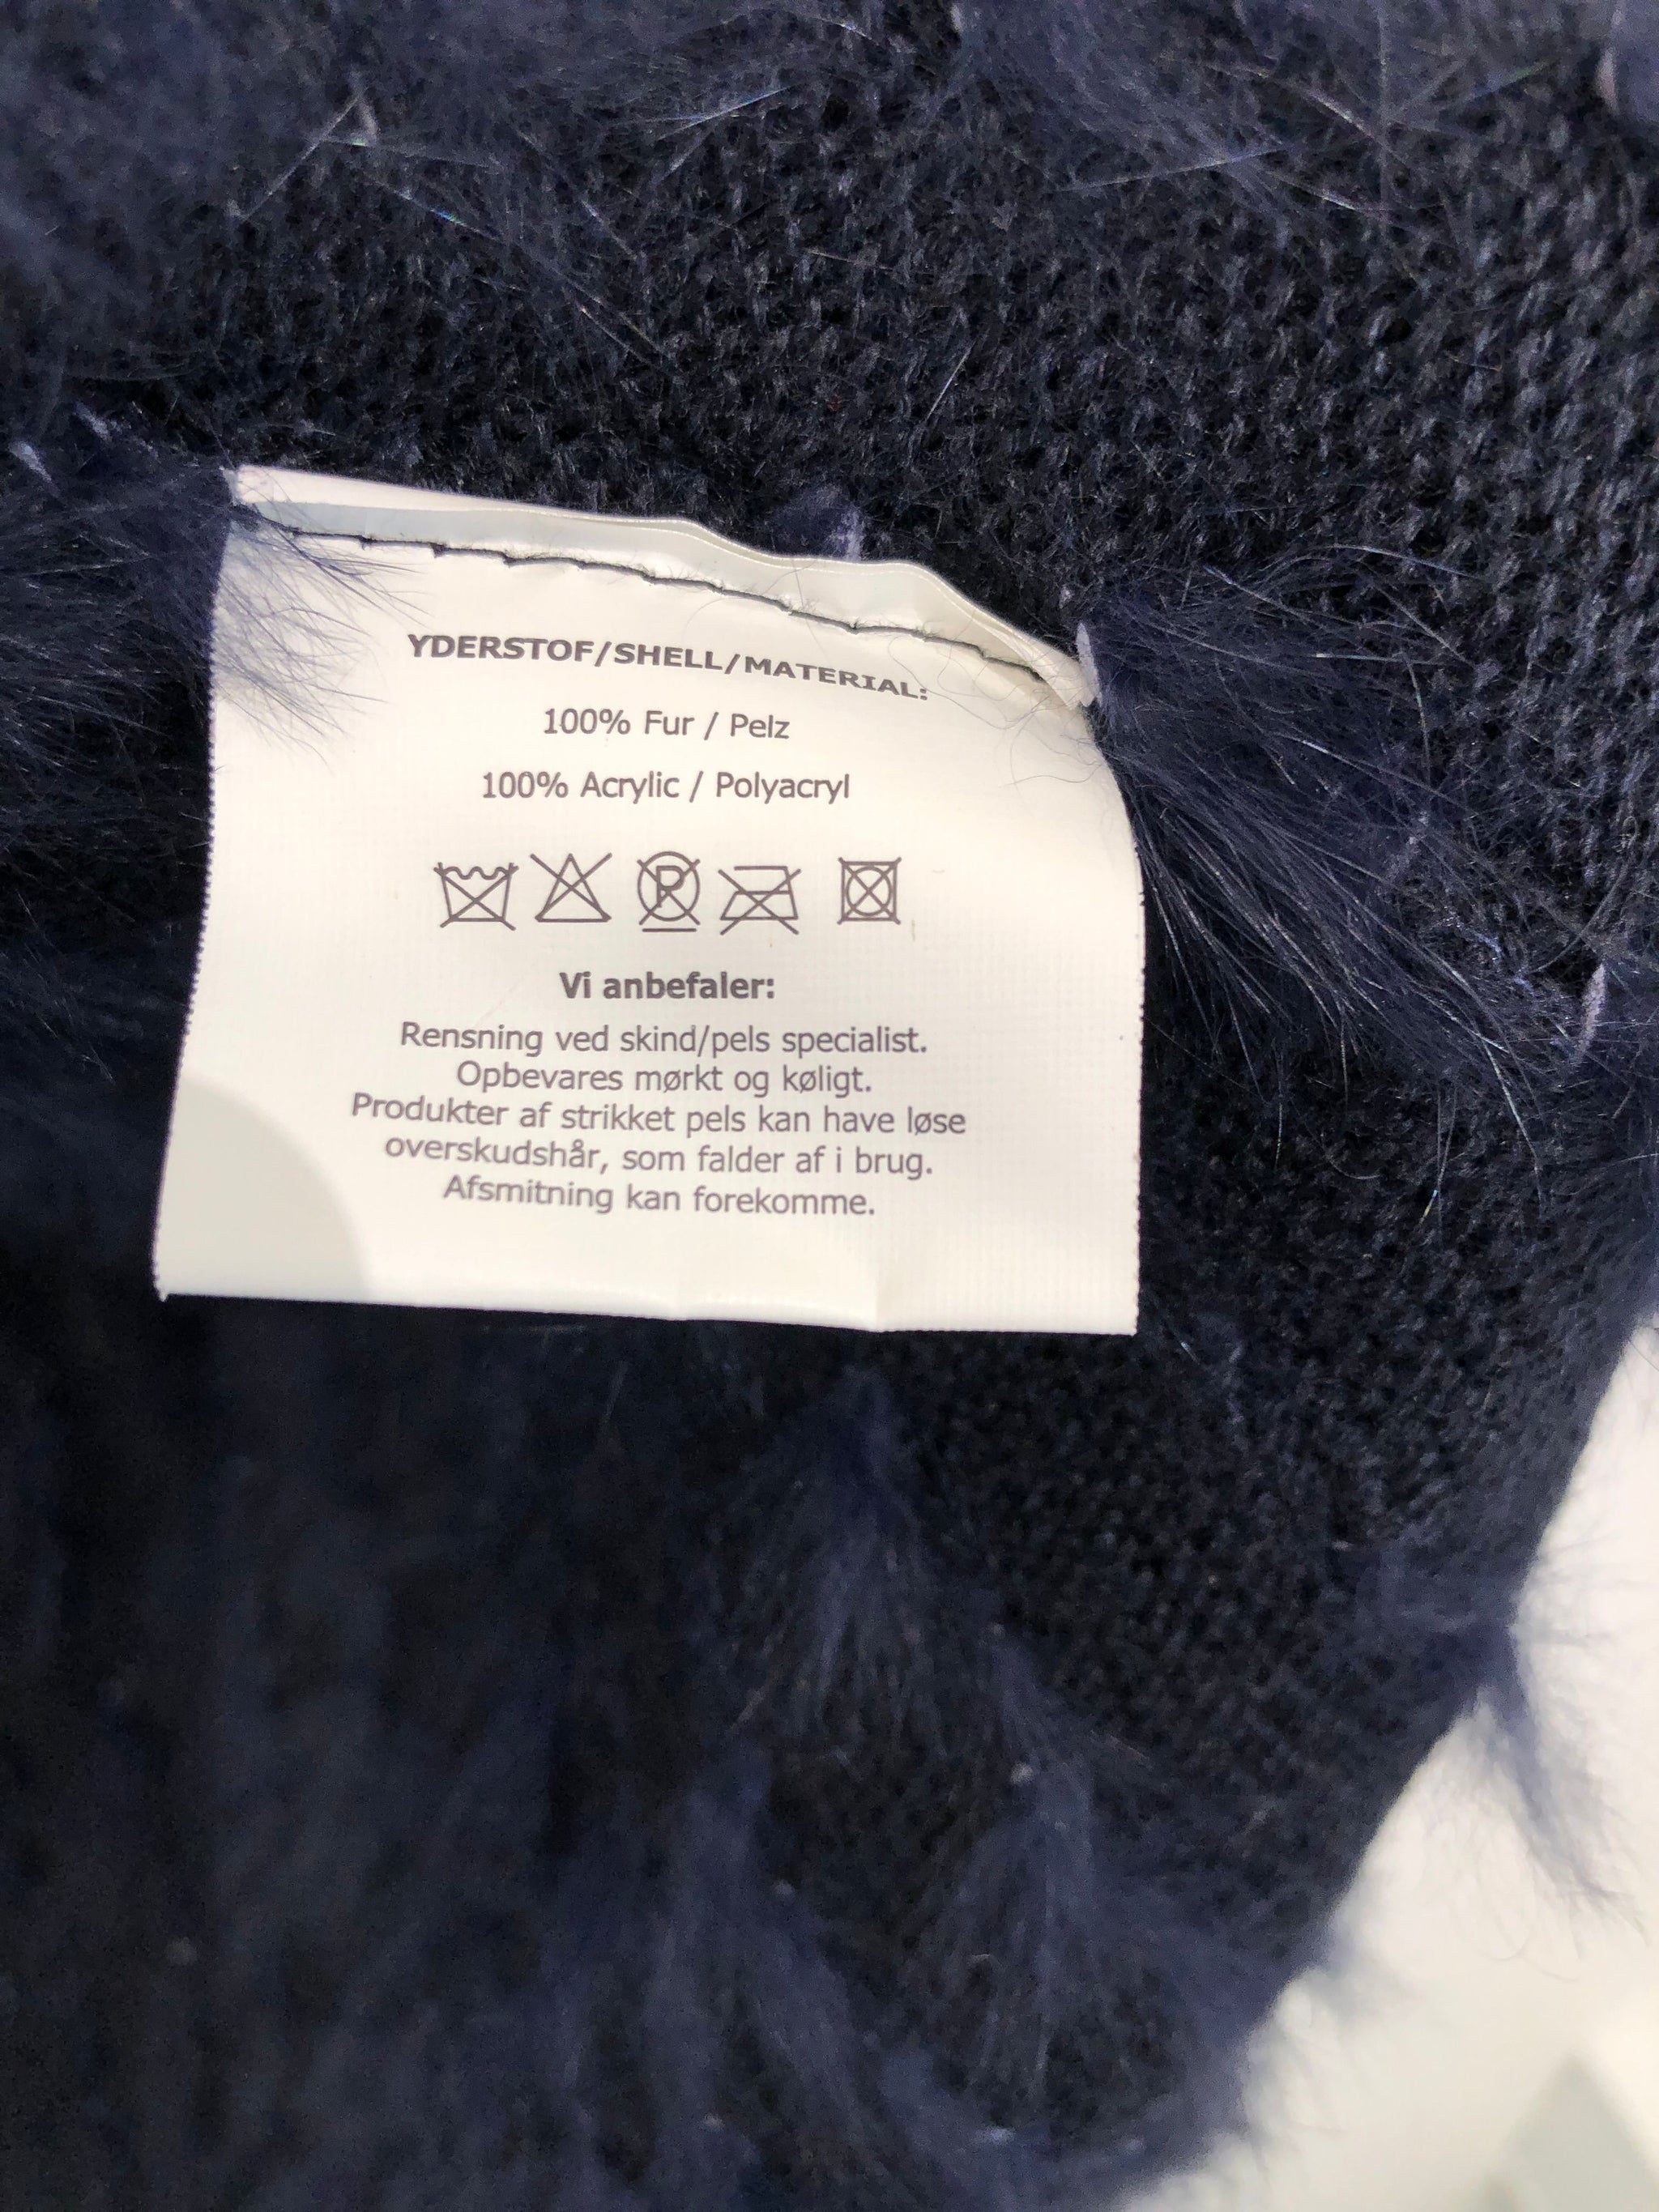 YDERSTOF/SHELL/MATERIAL:
100% Fur / Pelz
100% Acrylic / Polyacryl
P
Vi anbefaler:
Rensning ved skind/pels specialist.
Opbevares mørkt og køligt.
Produkter af strikket pels kan have løse
overskudshår, som falder af i brug.
Afsmitning kan forekomme.